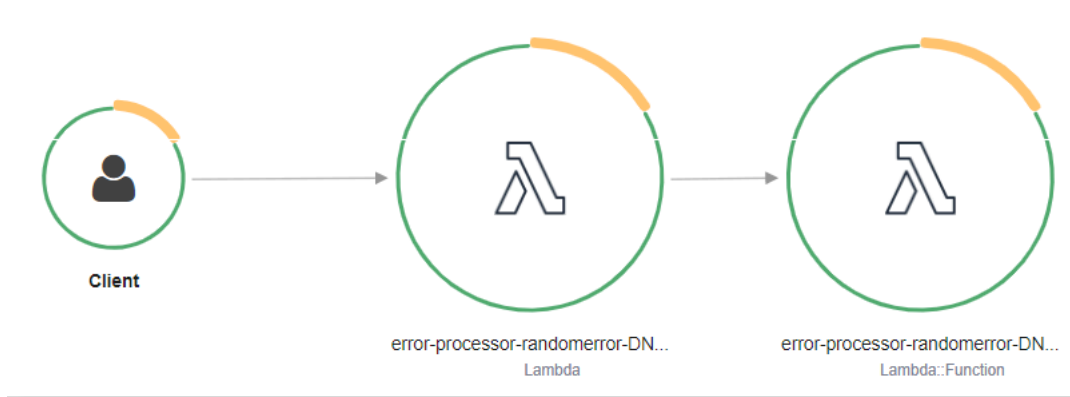 Client
error-processor-randomerror-DN...
Lambda
error-processor-randomerror-DN...
Lambda::Function